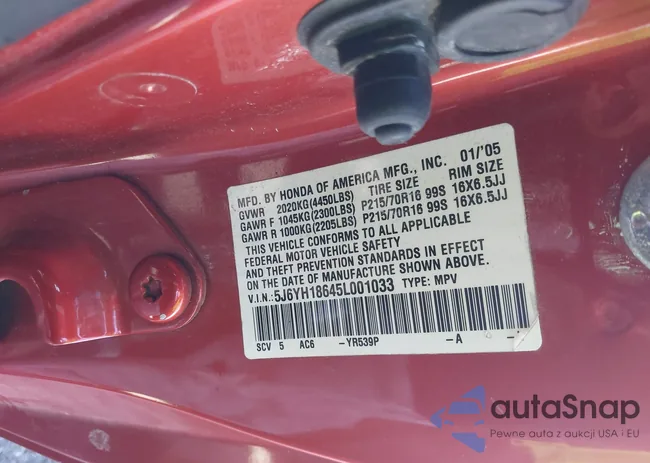 MFD. BY HONDA OF AMERICA MFG., INC. 01/'05
GVWR 2020KG(4450LBS) TIRE SIZE RIM SIZE
GAWR F 1045KG(2300LBS) P215/70R16 99S 16X6.5JJ
GAWR R 1000KG(2205LBS) P215/70R16 99S 16X6.5JJ
THIS VEHICLE CONFORMS TO ALL APPLICABLE
FEDERAL MOTOR VEHICLE SAFETY
AND THEFT PREVENTION STANDARDS IN EFFECT
ON THE DATE OF MANUFACTURE SHOWN ABOVE.
V.I.N.: 5J6YH18645L001033 TYPE: MPV
SCV 5 AC6 -YR539P -A -
autaSnap
Pewne auta z aukcji USA i EU